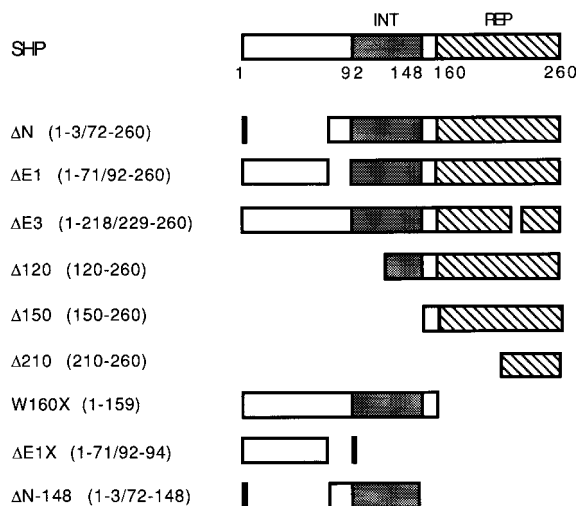 INT REP
SHP
1 92 148 160 260
ΔN (1-3/72-260)
ΔE1 (1-71/92-260)
ΔE3 (1-218/229-260)
Δ120 (120-260)
Δ150 (150-260)
Δ210 (210-260)
W160X (1-159)
ΔE1X (1-71/92-94)
ΔN-148 (1-3/72-148)